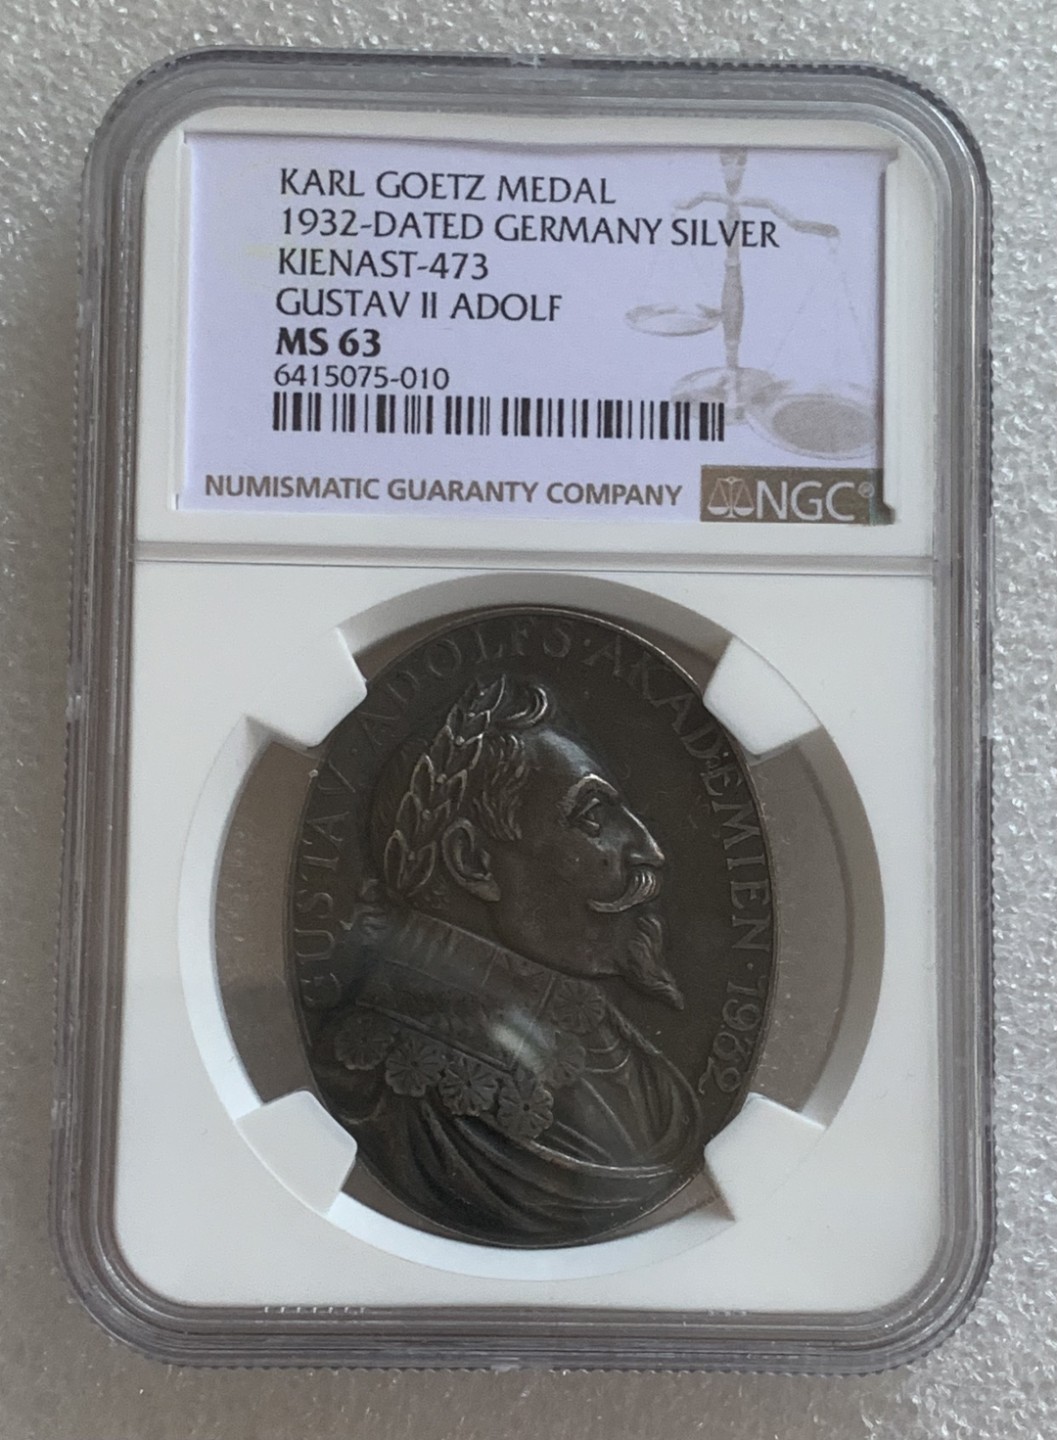 KARL GOETZ MEDAL
1932-DATED GERMANY SILVER
KIENAST-473
GUSTAV II ADOLF
MS 63
6415075-010
NUMISMATIC GUARANTY COMPANY NGC®
GUSTAV·ADOLFS·AKADEMIEN·1932